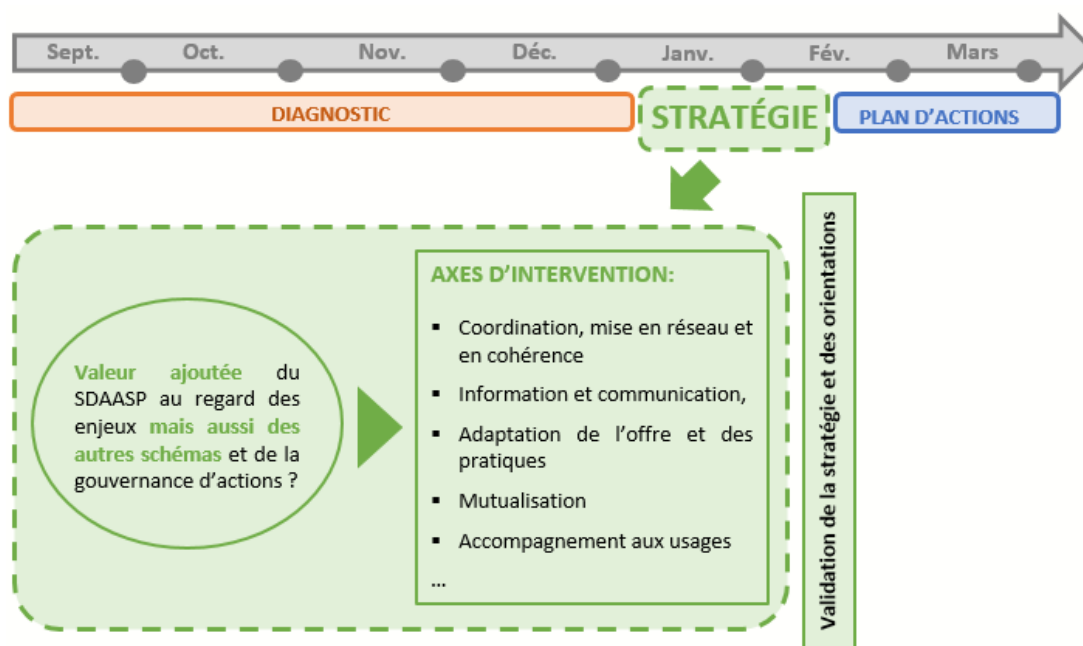 Sept. Oct. Nov. Déc. Janv. Fév. Mars
DIAGNOSTIC
STRATÉGIE
PLAN D’ACTIONS
Valeur ajoutée du
SDAASP au regard des
enjeux mais aussi des
autres schémas et de la
gouvernance d’actions ?
AXES D’INTERVENTION:
▪ Coordination, mise en réseau et
en cohérence
▪ Information et communication,
▪ Adaptation de l’offre et des
pratiques
▪ Mutualisation
▪ Accompagnement aux usages
...
Validation de la stratégie et des orientations